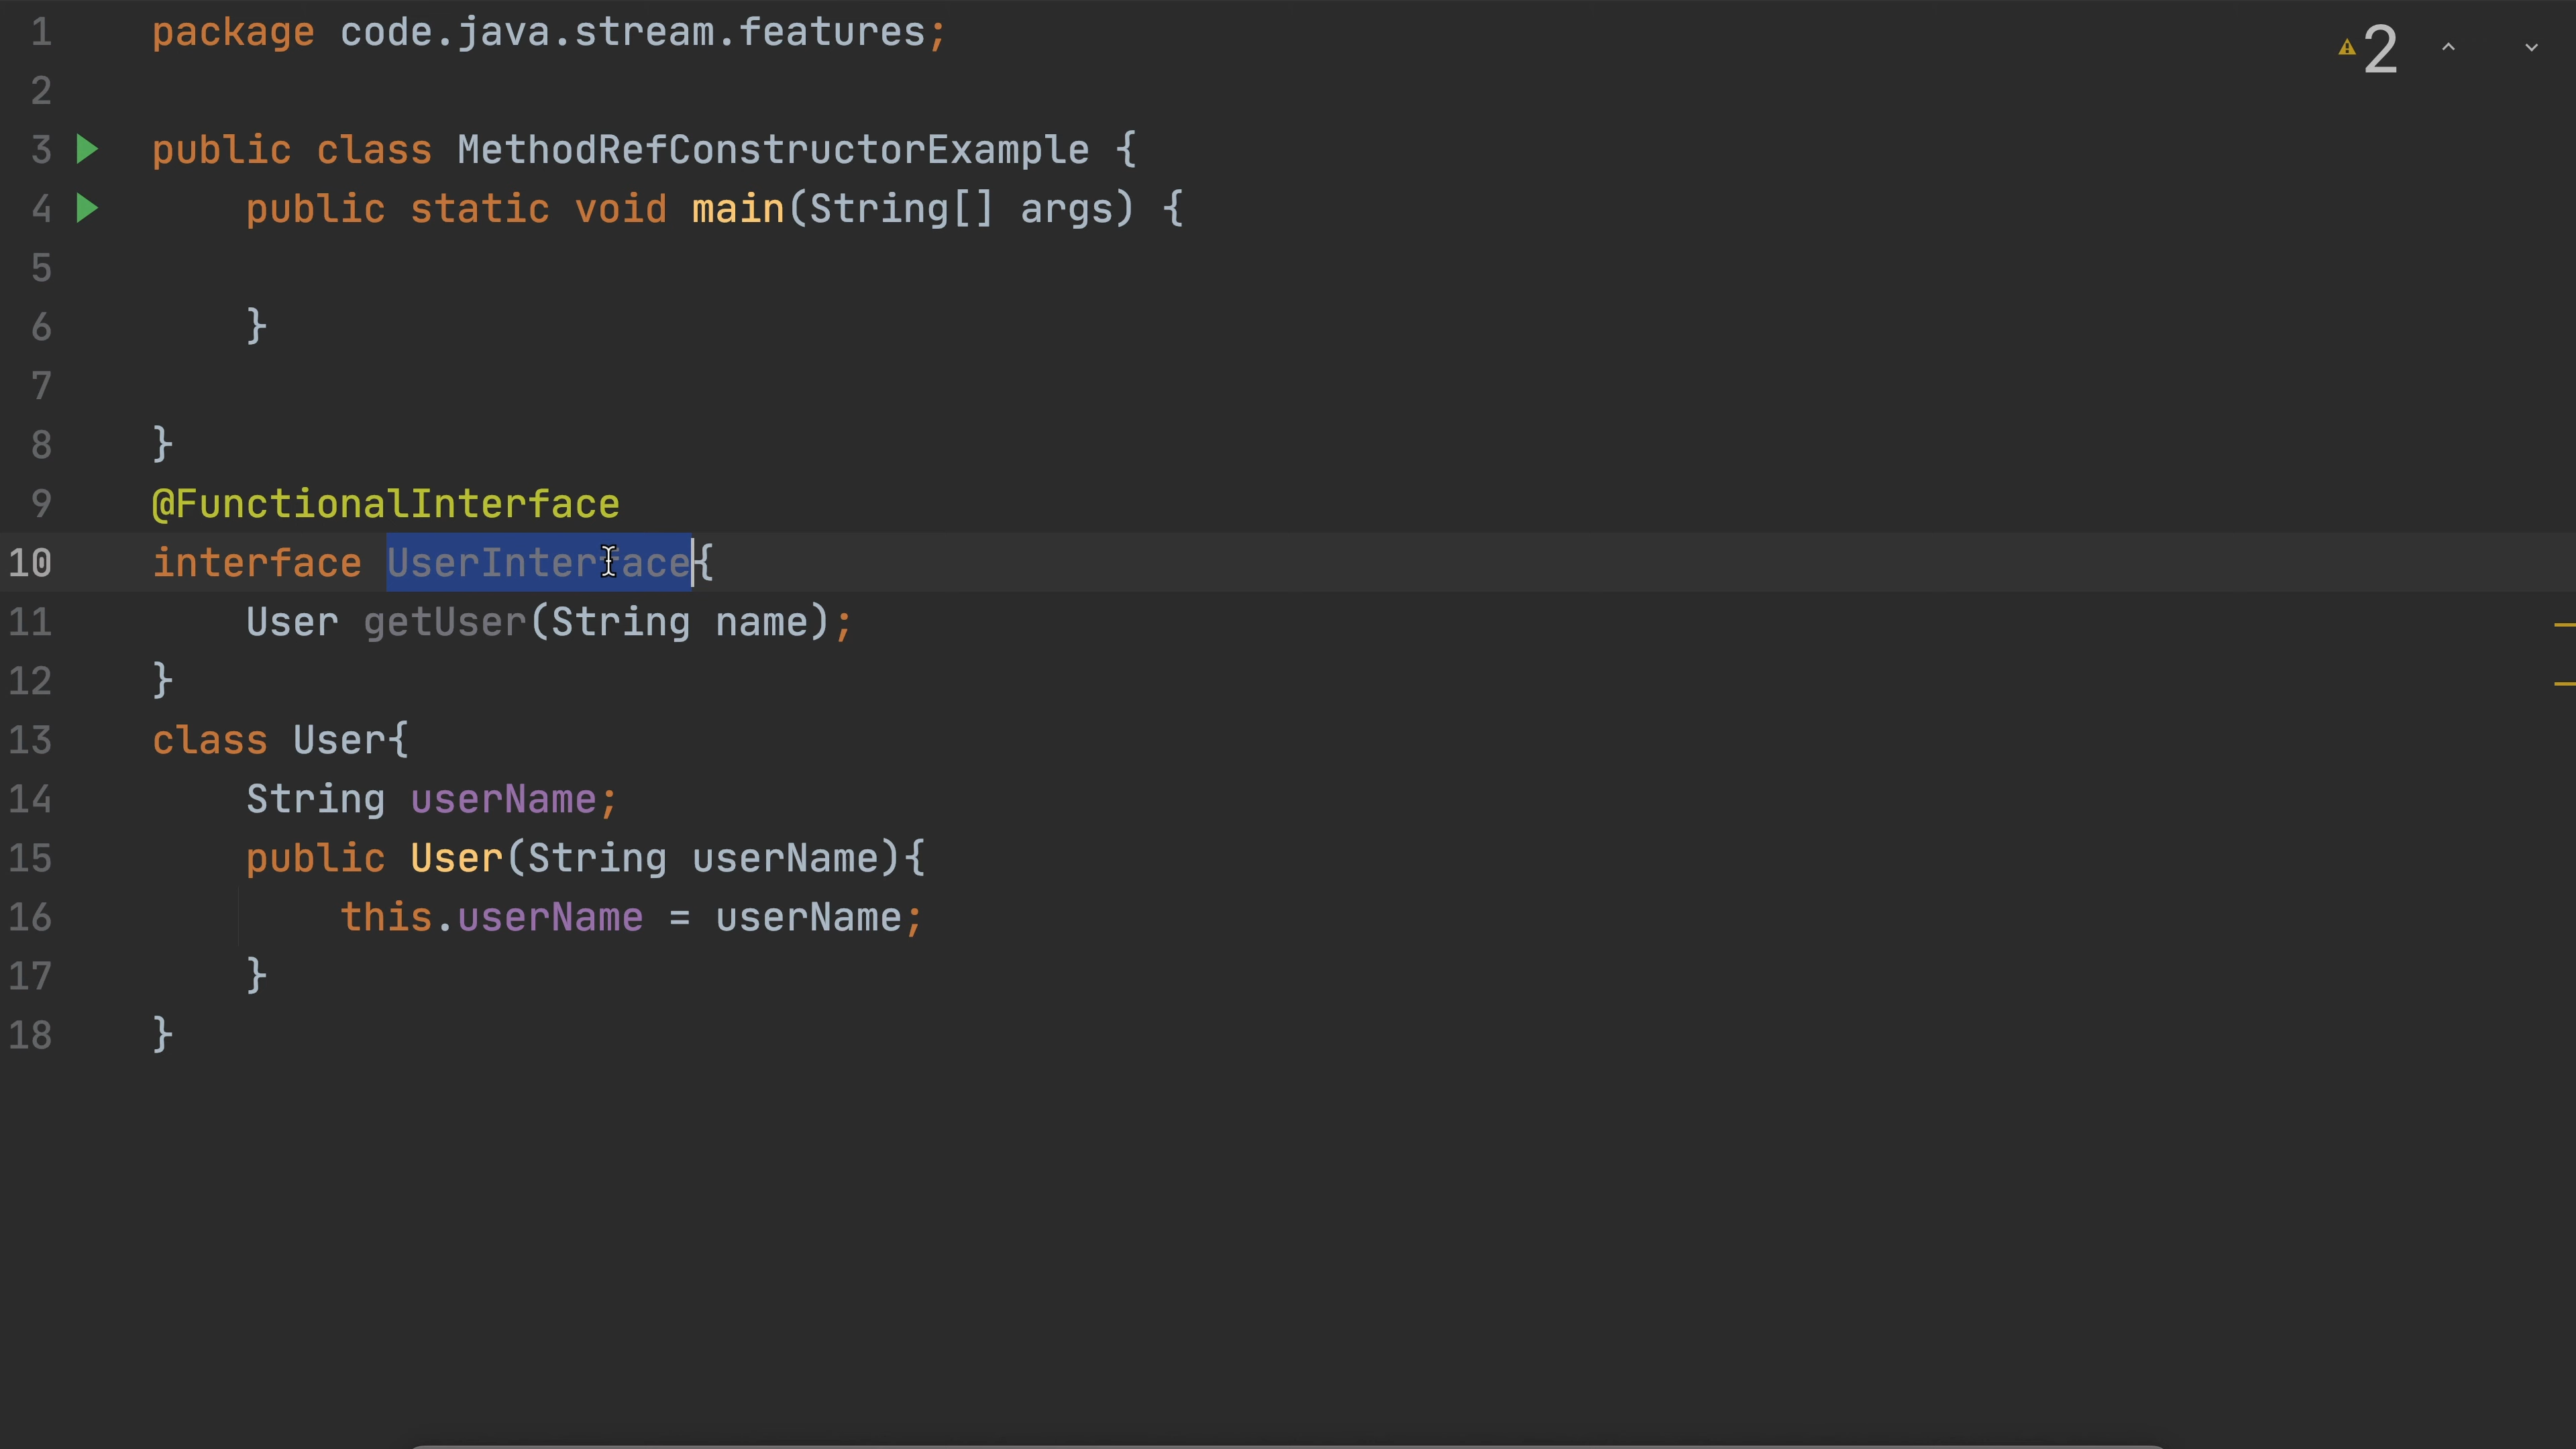 1 package code.java.stream.features;
2
3 public class MethodRefConstructorExample {
4     public static void main(String[] args) {
5
6     }
7
8 }
9 @FunctionalInterface
10 interface UserInterface{
11     User getUser(String name);
12 }
13 class User{
14     String userName;
15     public User(String userName){
16         this.userName = userName;
17     }
18 }
2